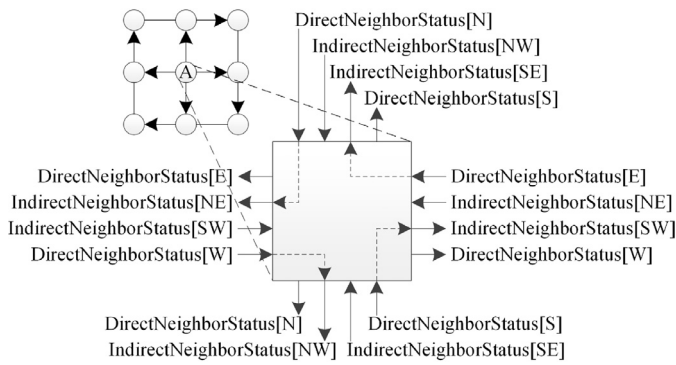 DirectNeighborStatus[N]
IndirectNeighborStatus[NW]
IndirectNeighborStatus[SE]
DirectNeighborStatus[S]
A
DirectNeighborStatus[E]
IndirectNeighborStatus[NE]
IndirectNeighborStatus[SW]
DirectNeighborStatus[W]
DirectNeighborStatus[E]
IndirectNeighborStatus[NE]
IndirectNeighborStatus[SW]
DirectNeighborStatus[W]
DirectNeighborStatus[N]
IndirectNeighborStatus[NW]
DirectNeighborStatus[S]
IndirectNeighborStatus[SE]